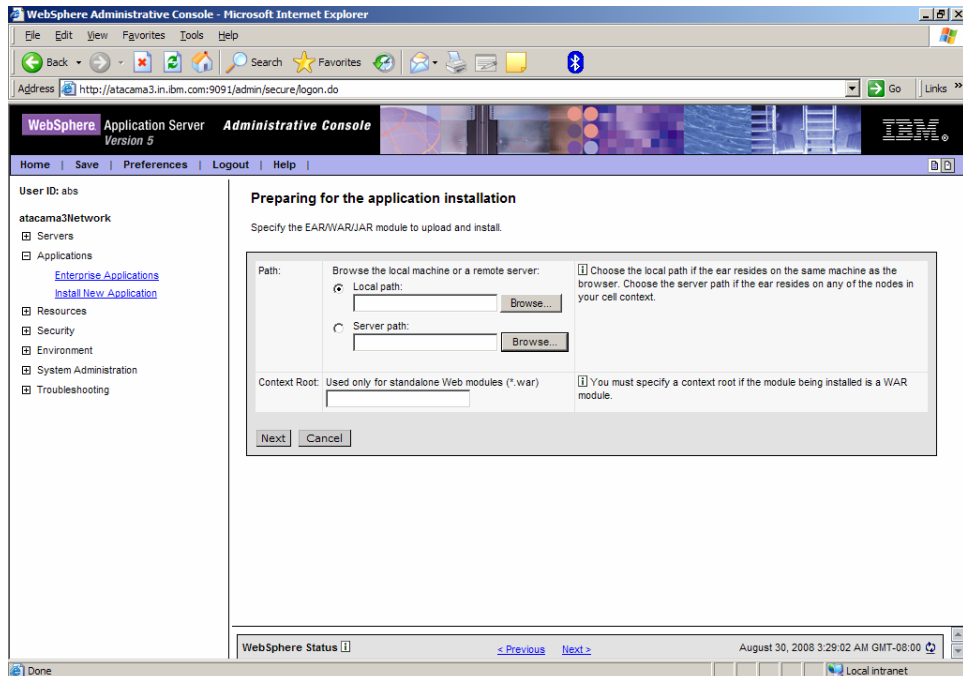 WebSphere Administrative Console - Microsoft Internet Explorer
File Edit View Favorites Tools Help
Back Search Favorites
Address http://atacama3.in.ibm.com:9091/admin/secure/logon.do Go Links »
WebSphere. Application Server Administrative Console
Version 5
IBM.
Home | Save | Preferences | Logout | Help |
User ID: abs
atacama3Network
Servers
Applications
Enterprise Applications
Install New Application
Resources
Security
Environment
System Administration
Troubleshooting
Preparing for the application installation
Specify the EAR/WAR/JAR module to upload and install.
Path:
Browse the local machine or a remote server:
Local path:
Browse...
Server path:
Browse...
i Choose the local path if the ear resides on the same machine as the
browser. Choose the server path if the ear resides on any of the nodes in
your cell context.
Context Root:
Used only for standalone Web modules (*.war)
i You must specify a context root if the module being installed is a WAR
module.
Next Cancel
WebSphere Status i < Previous Next > August 30, 2008 3:29:02 AM GMT-08:00
Done Local intranet